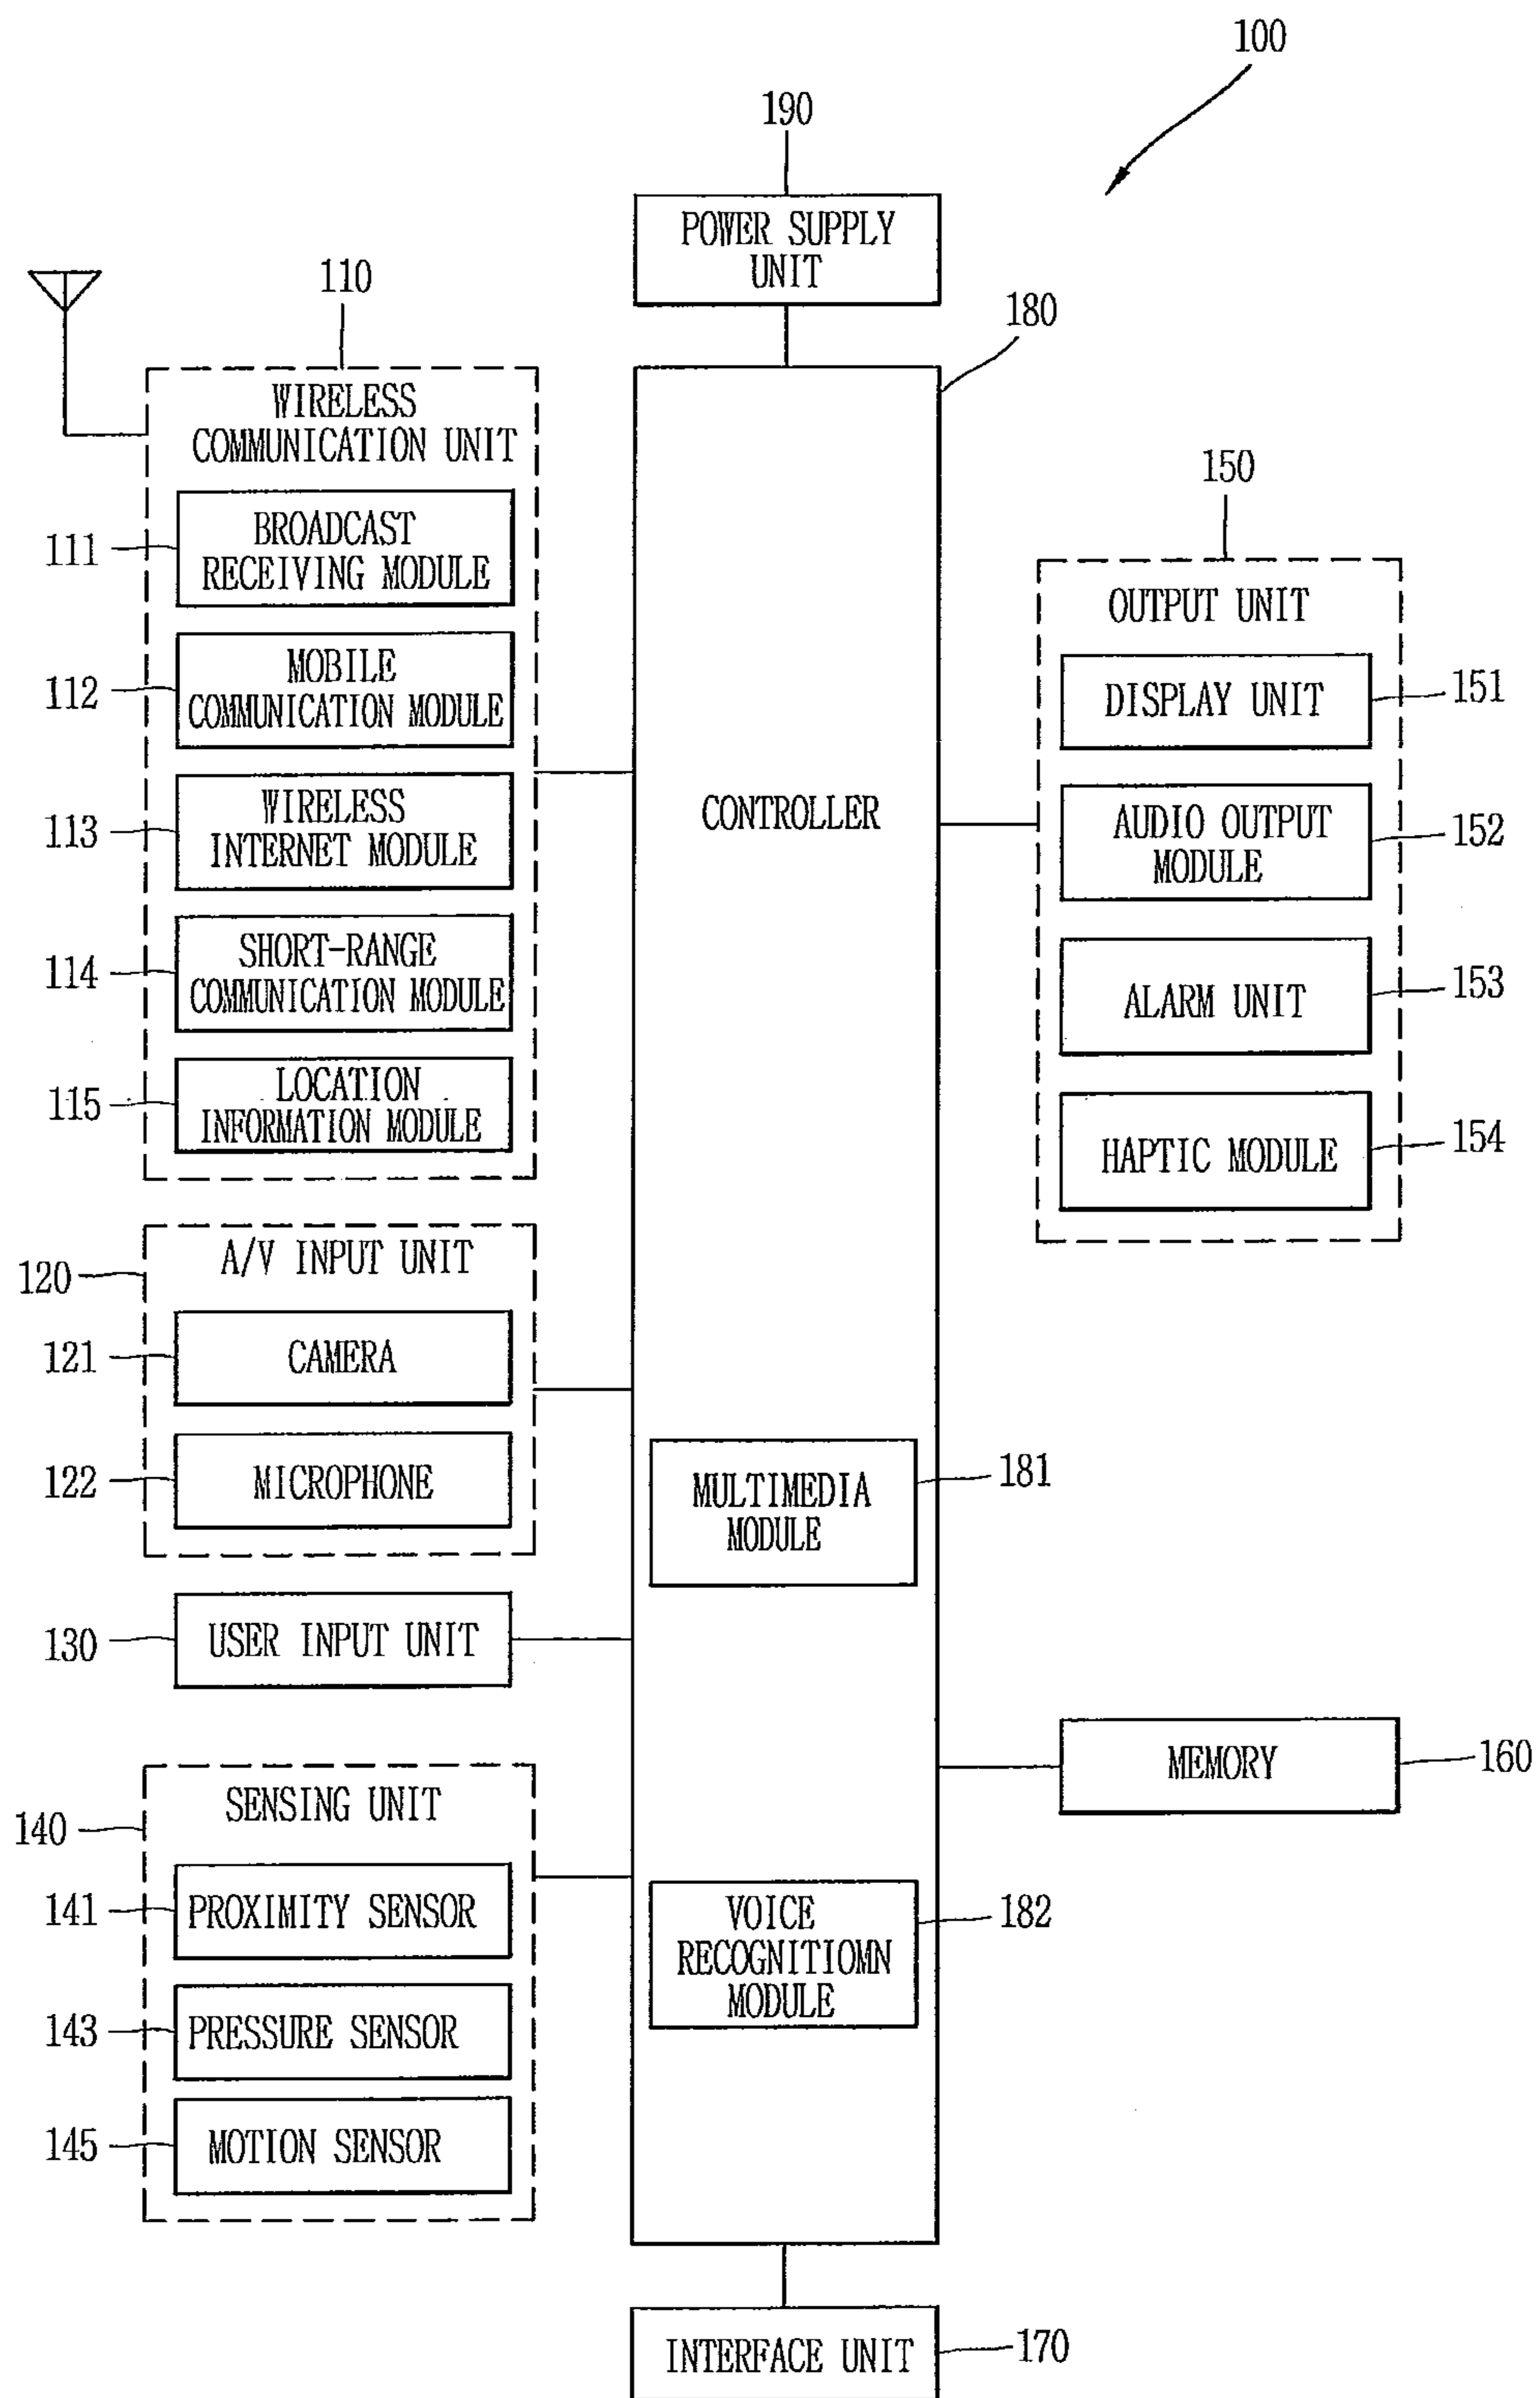 100
190
POWER SUPPLY
UNIT
110
180
WIRELESS
COMMUNICATION UNIT
111
BROADCAST
RECEIVING MODULE
112
MOBILE
COMMUNICATION MODULE
113
WIRELESS
INTERNET MODULE
114
SHORT-RANGE
COMMUNICATION MODULE
115
LOCATION
INFORMATION MODULE
CONTROLLER
150
OUTPUT UNIT
DISPLAY UNIT
151
AUDIO OUTPUT
MODULE
152
ALARM UNIT
153
HAPTIC MODULE
154
120
A/V INPUT UNIT
121
CAMERA
122
MICROPHONE
MULTIMEDIA
MODULE
181
130
USER INPUT UNIT
MEMORY
160
140
SENSING UNIT
141
PROXIMITY SENSOR
143
PRESSURE SENSOR
145
MOTION SENSOR
VOICE
RECOGNITIOMN
MODULE
182
INTERFACE UNIT
170